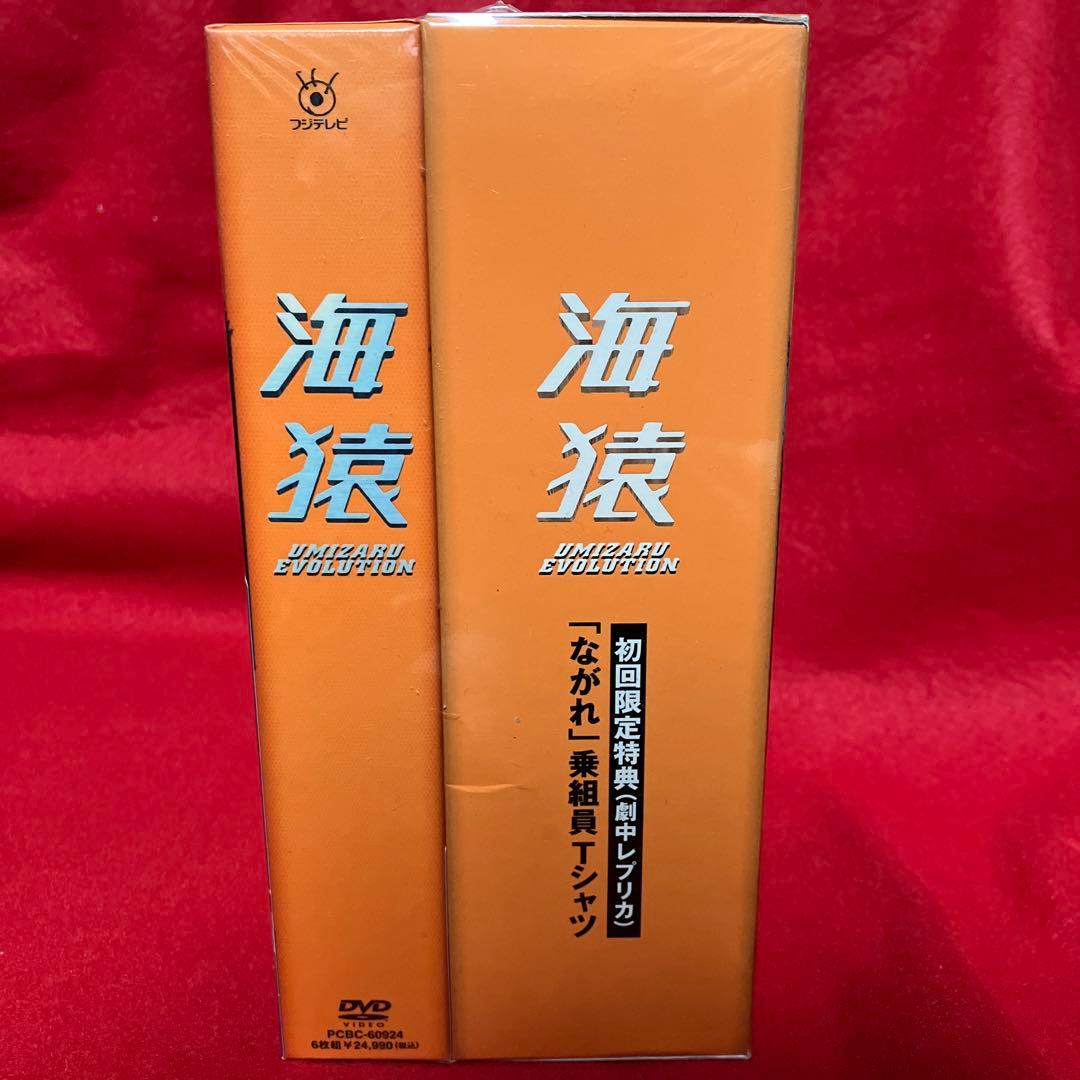 フジテレビ
海
猿
UMIZARU
EVOLUTION
DVD
VIDEO
PCBC-60924
6枚組¥24,990(税込)
海
猿
UMIZARU
EVOLUTION
初回限定特典(劇中レプリカ)
「ながれ」乗組員Tシャツ